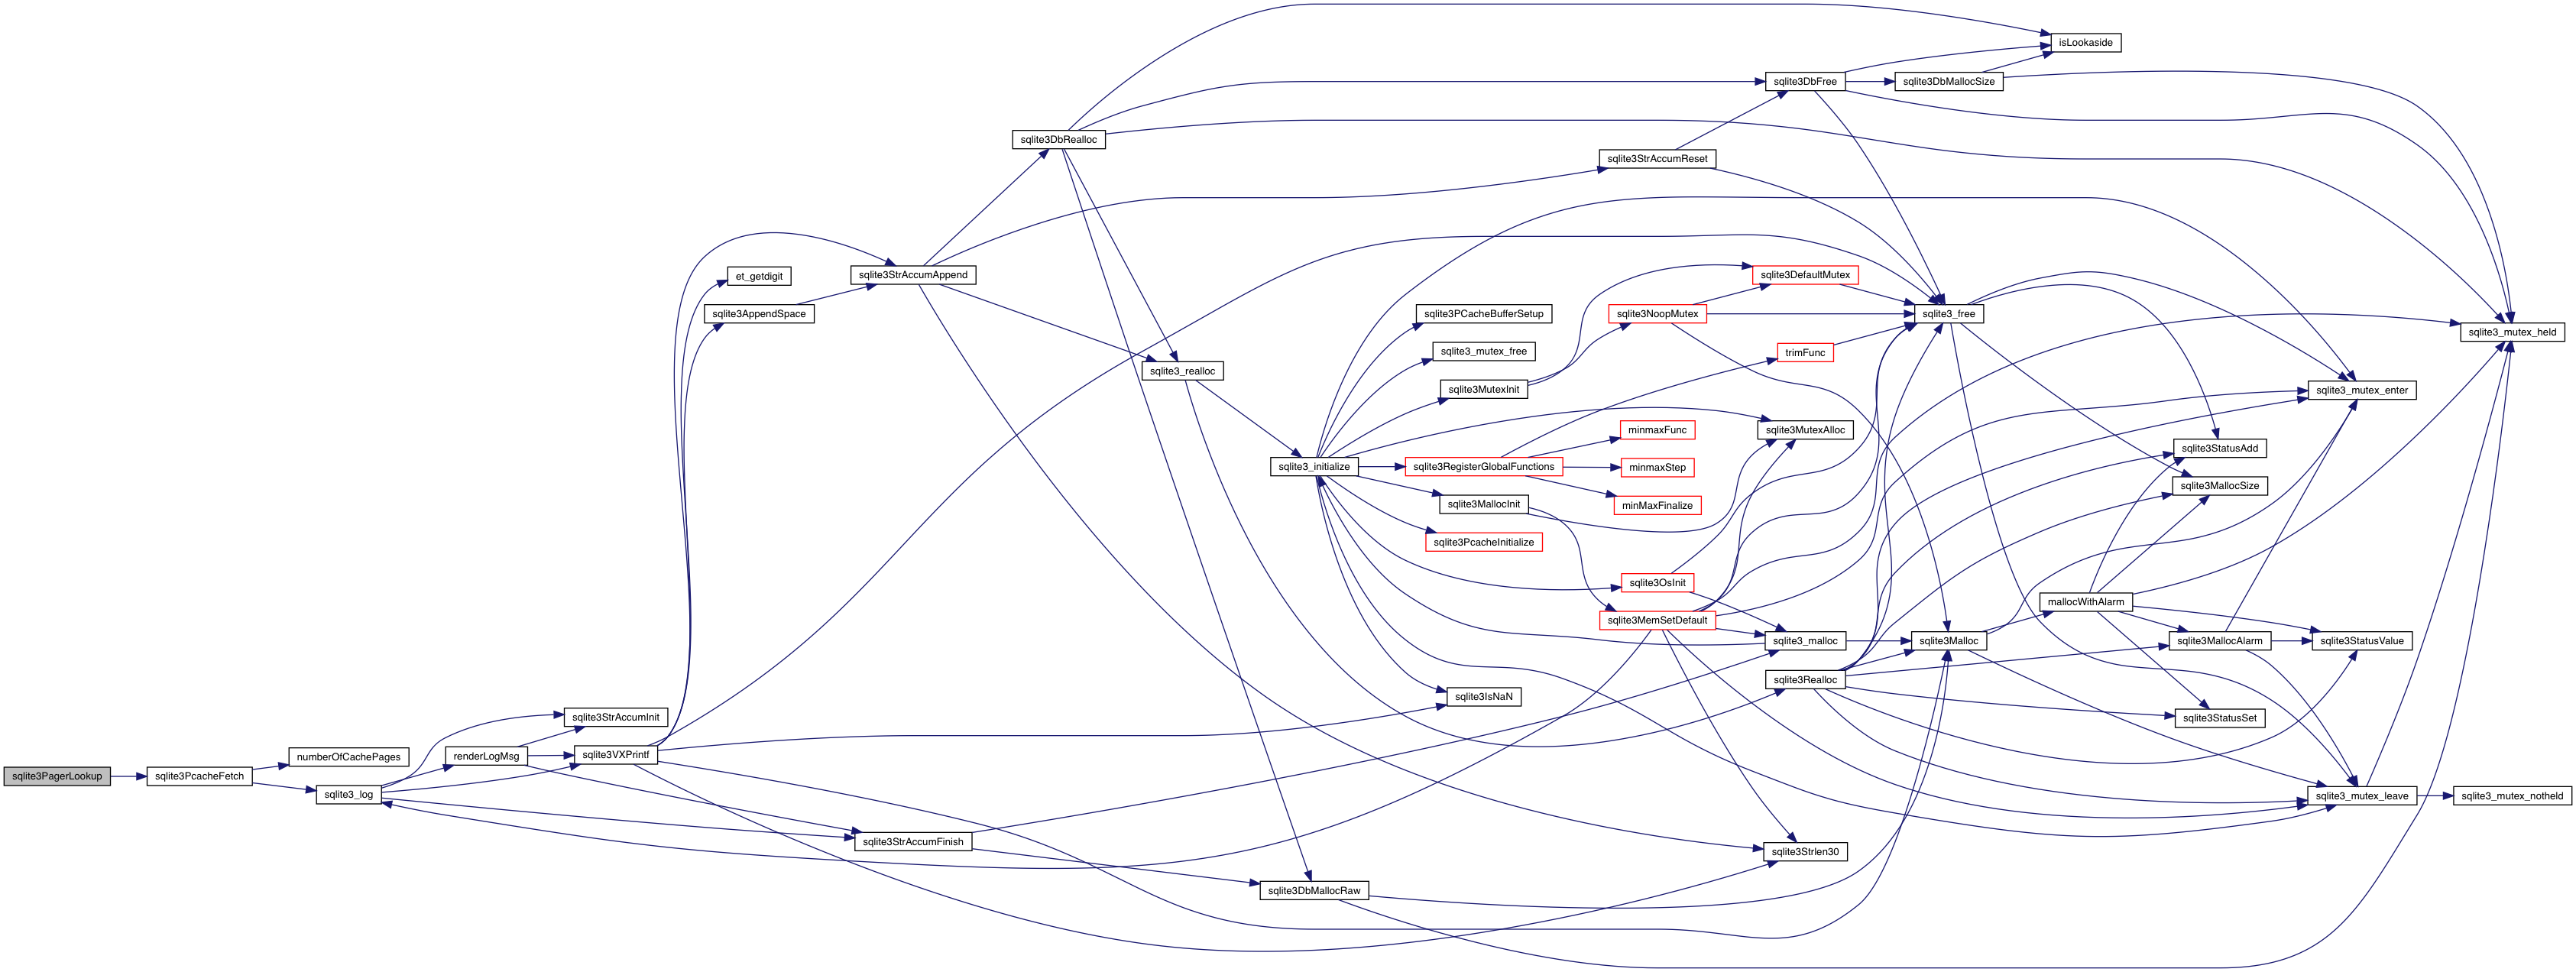 isLookaside
sqlite3DbFree
sqlite3DbMallocSize
sqlite3DbRealloc
sqlite3StrAccumReset
et_getdigit
sqlite3StrAccumAppend
sqlite3DefaultMutex
sqlite3AppendSpace
sqlite3PCacheBufferSetup
sqlite3NoopMutex
sqlite3_free
sqlite3_mutex_held
sqlite3_mutex_free
trimFunc
sqlite3_realloc
sqlite3MutexInit
sqlite3_mutex_enter
minmaxFunc
sqlite3MutexAlloc
sqlite3StatusAdd
sqlite3_initialize
sqlite3RegisterGlobalFunctions
minmaxStep
sqlite3MallocSize
sqlite3MallocInit
minMaxFinalize
sqlite3PcacheInitialize
sqlite3OsInit
mallocWithAlarm
sqlite3MemSetDefault
sqlite3_malloc
sqlite3Malloc
sqlite3MallocAlarm
sqlite3StatusValue
sqlite3Realloc
sqlite3IsNaN
sqlite3StrAccumInit
sqlite3StatusSet
numberOfCachePages
renderLogMsg
sqlite3VXPrintf
sqlite3PagerLookup
sqlite3PcacheFetch
sqlite3_log
sqlite3_mutex_leave
sqlite3_mutex_notheld
sqlite3StrAccumFinish
sqlite3Strlen30
sqlite3DbMallocRaw